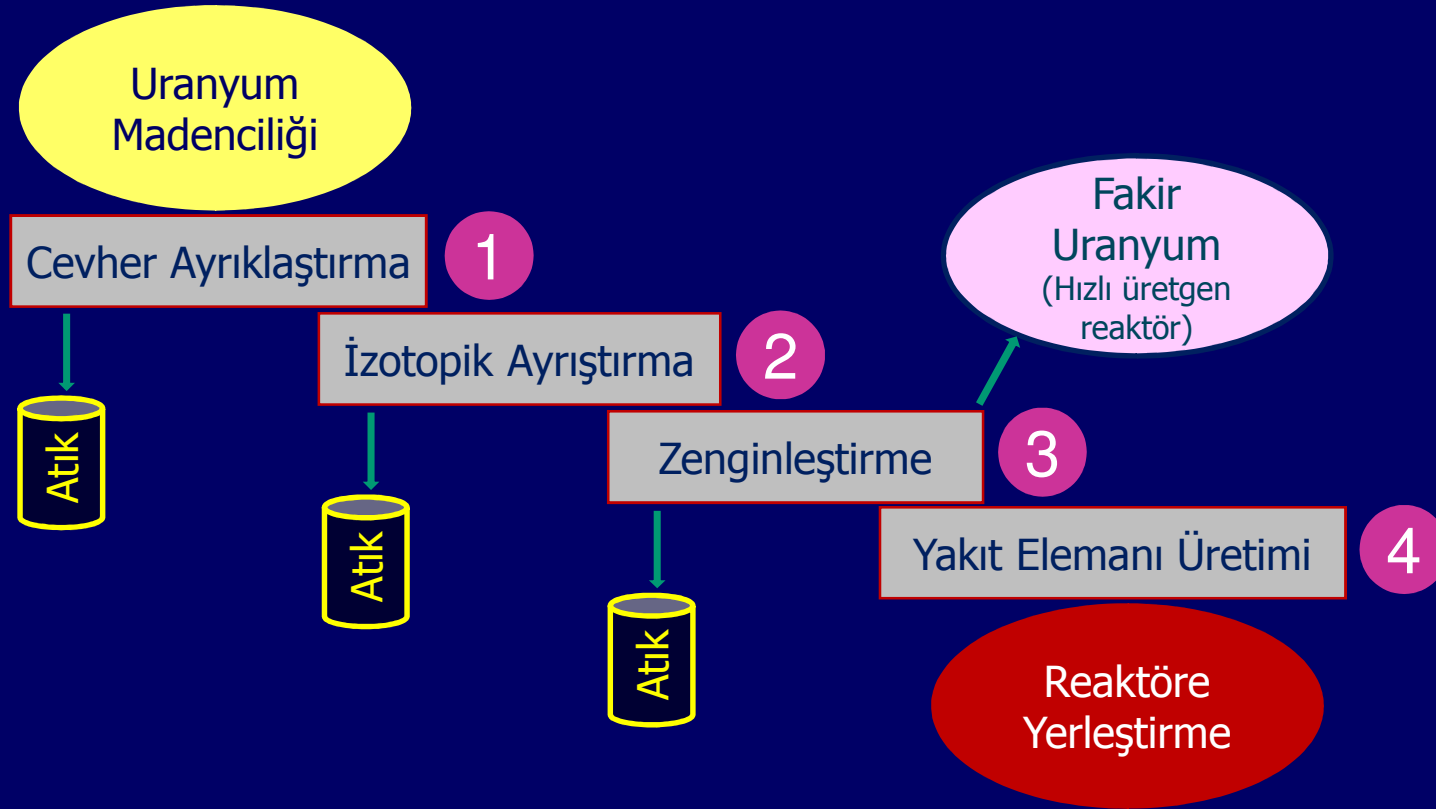 Uranyum
Madenciliği
Cevher Ayrıklaştırma
1
Atık
İzotopik Ayrıştırma
2
Atık
Zenginleştirme
3
Atık
Fakir
Uranyum
(Hızlı üretgen
reaktör)
Yakıt Elemanı Üretimi
4
Reaktöre
Yerleştirme